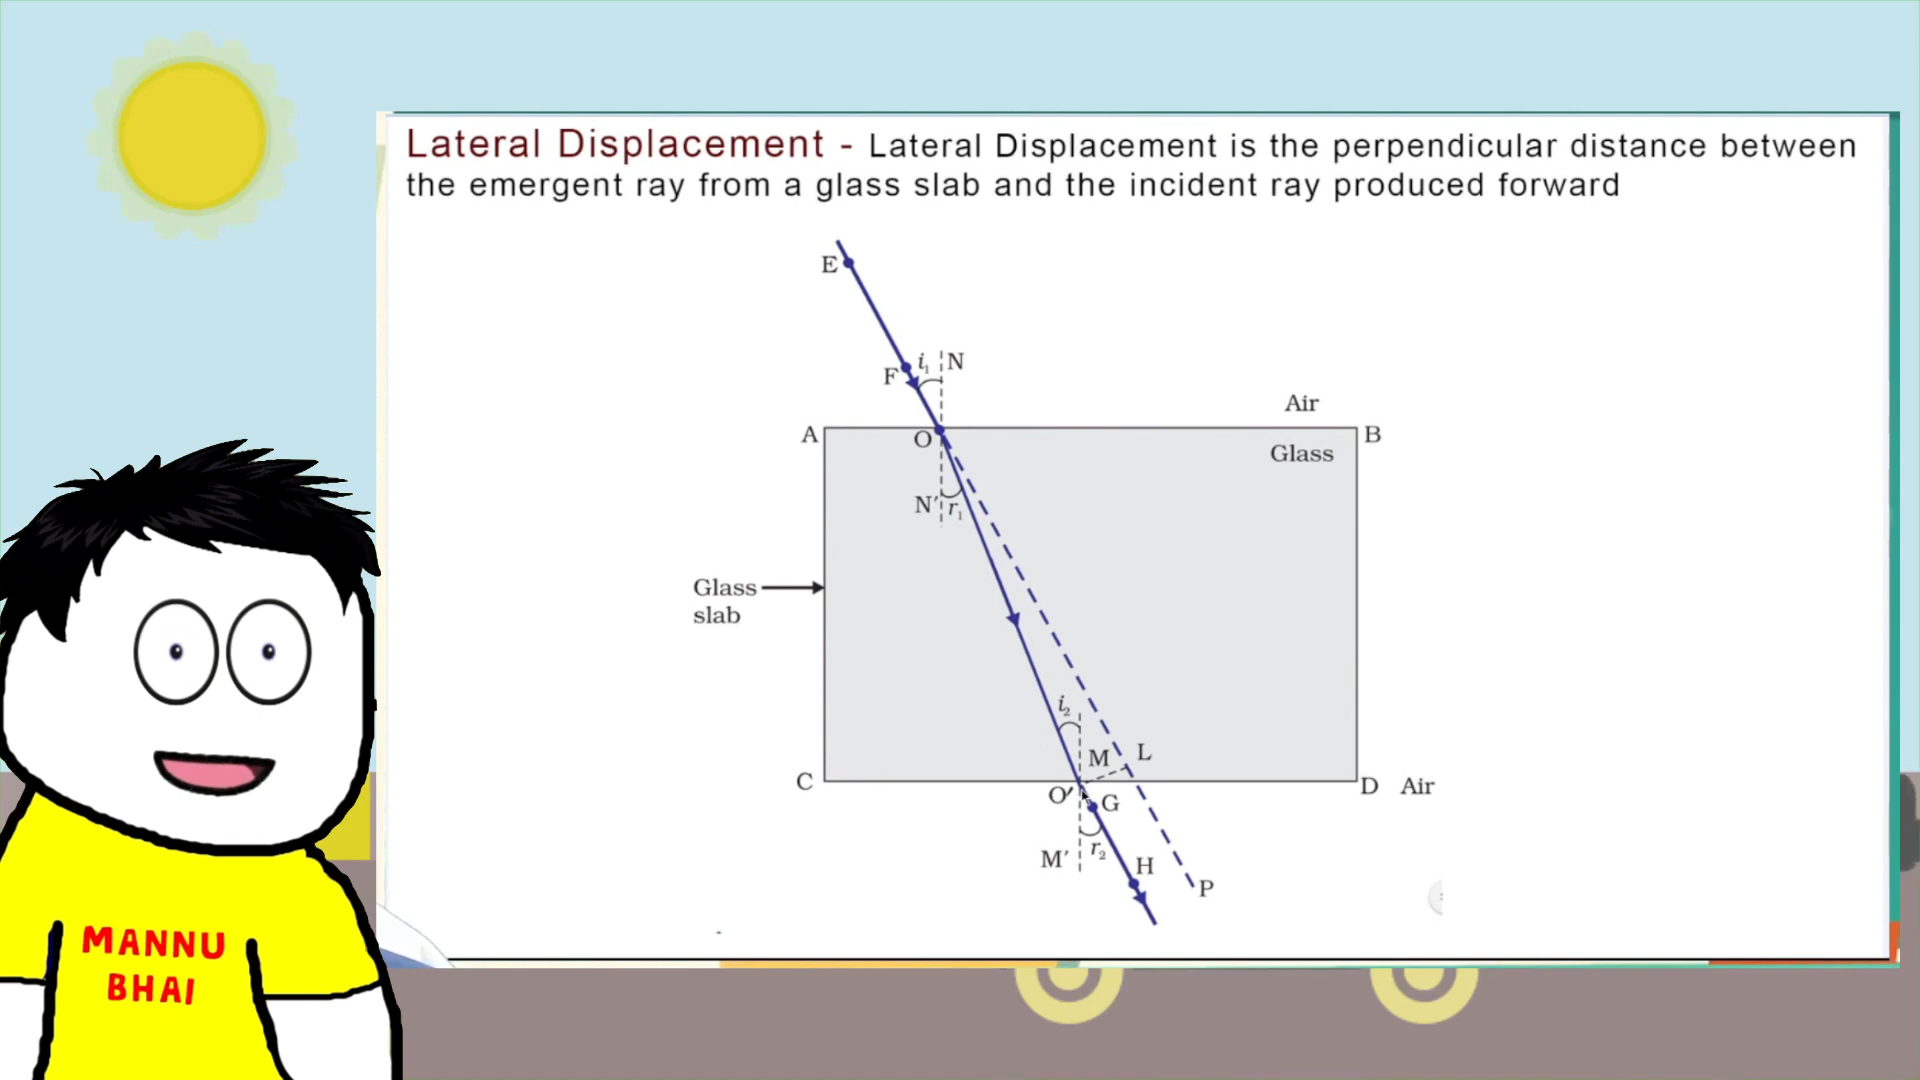 Lateral Displacement - Lateral Displacement is the perpendicular distance between
the emergent ray from a glass slab and the incident ray produced forward
E
F i₁ N
Air
A O B
Glass
N′ r₁
Glass
slab
i₂
M L
C O′ G D Air
M′ r₂ H
P
MANNU
BHAI